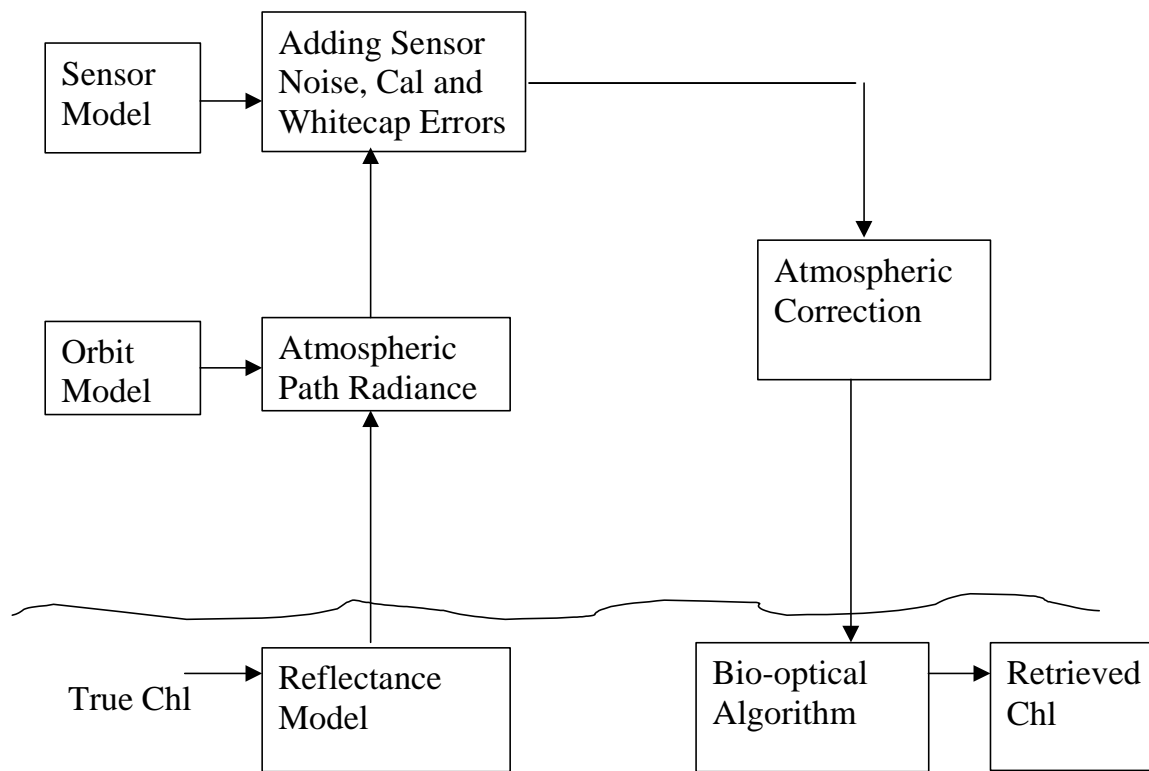 Sensor
Model
Adding Sensor
Noise, Cal and
Whitecap Errors
Atmospheric
Correction
Orbit
Model
Atmospheric
Path Radiance
True Chl
Reflectance
Model
Bio-optical
Algorithm
Retrieved
Chl